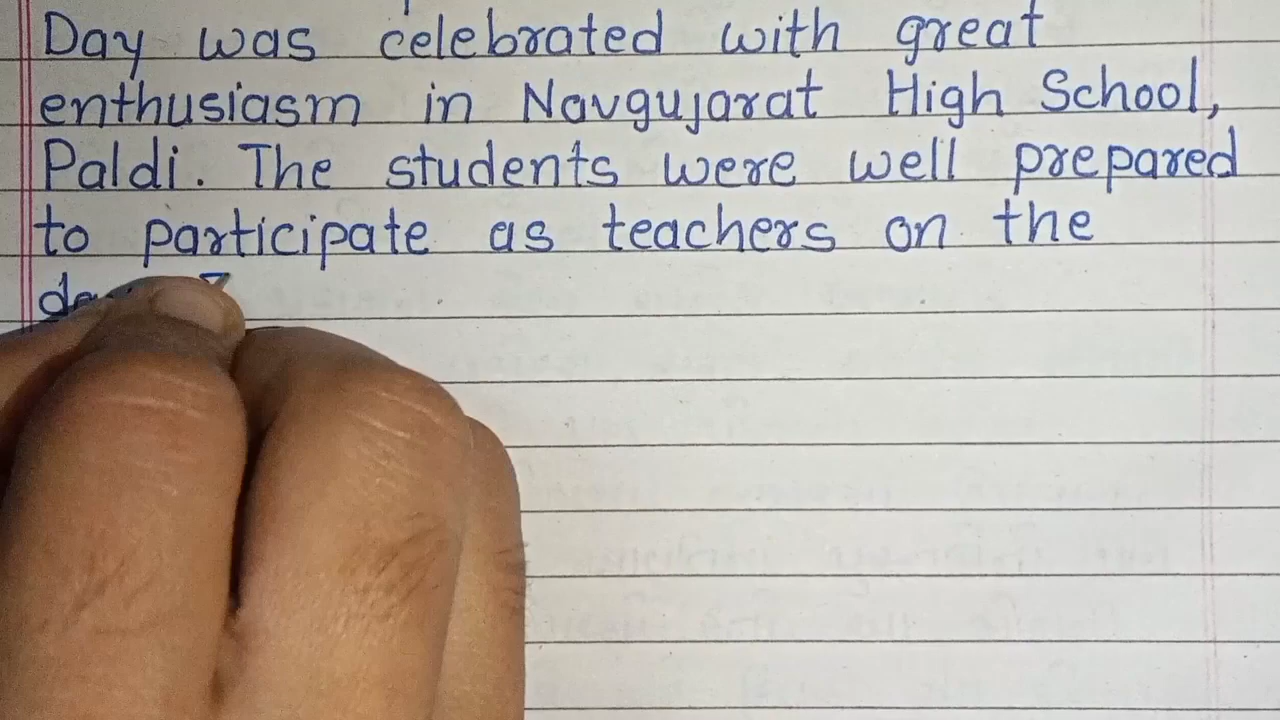 Day was celebrated with great
enthusiasm in Navgujarat High School,
Paldi. The students were well prepared
to participate as teachers on the